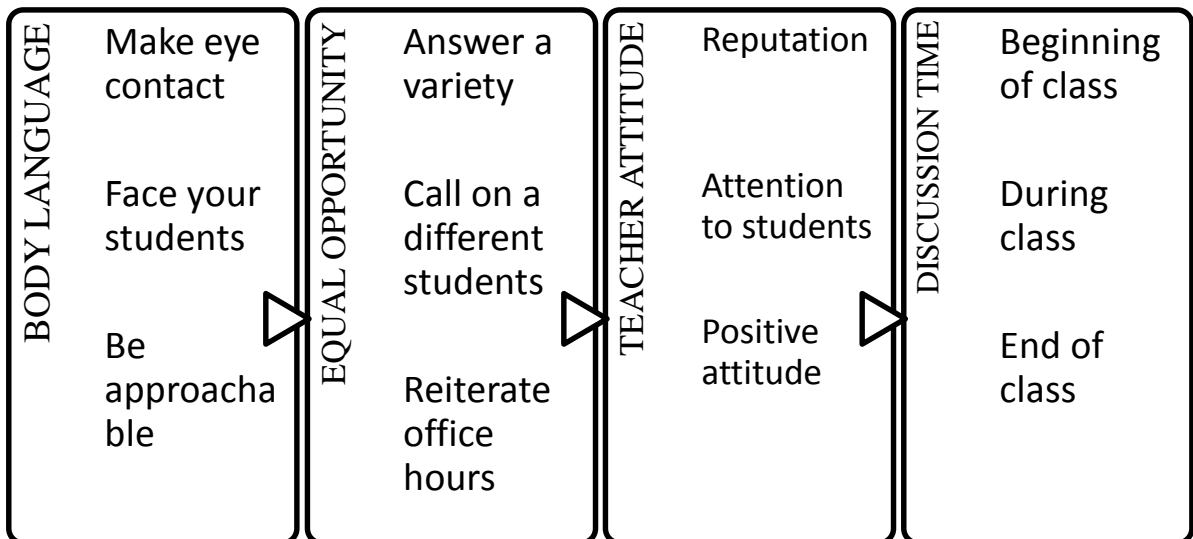 BODY LANGUAGE
Make eye
contact
Face your
students
Be
approacha
ble
EQUAL OPPORTUNITY
Answer a
variety
Call on a
different
students
Reiterate
office
hours
TEACHER ATTITUDE
Reputation
Attention
to students
Positive
attitude
DISCUSSION TIME
Beginning
of class
During
class
End of
class